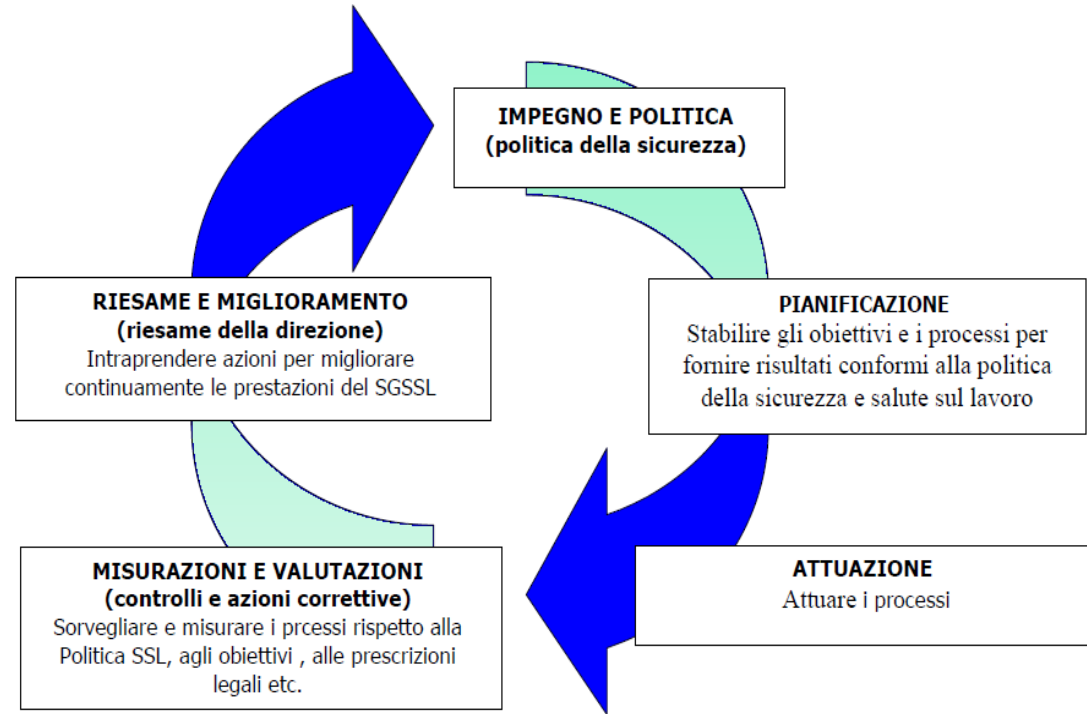 IMPEGNO E POLITICA
(politica della sicurezza)
PIANIFICAZIONE
Stabilire gli obiettivi e i processi per
fornire risultati conformi alla politica
della sicurezza e salute sul lavoro
ATTUAZIONE
Attuare i processi
MISURAZIONI E VALUTAZIONI
(controlli e azioni correttive)
Sorvegliare e misurare i prcessi rispetto alla
Politica SSL, agli obiettivi , alle prescrizioni
legali etc.
RIESAME E MIGLIORAMENTO
(riesame della direzione)
Intraprendere azioni per migliorare
continuamente le prestazioni del SGSSL